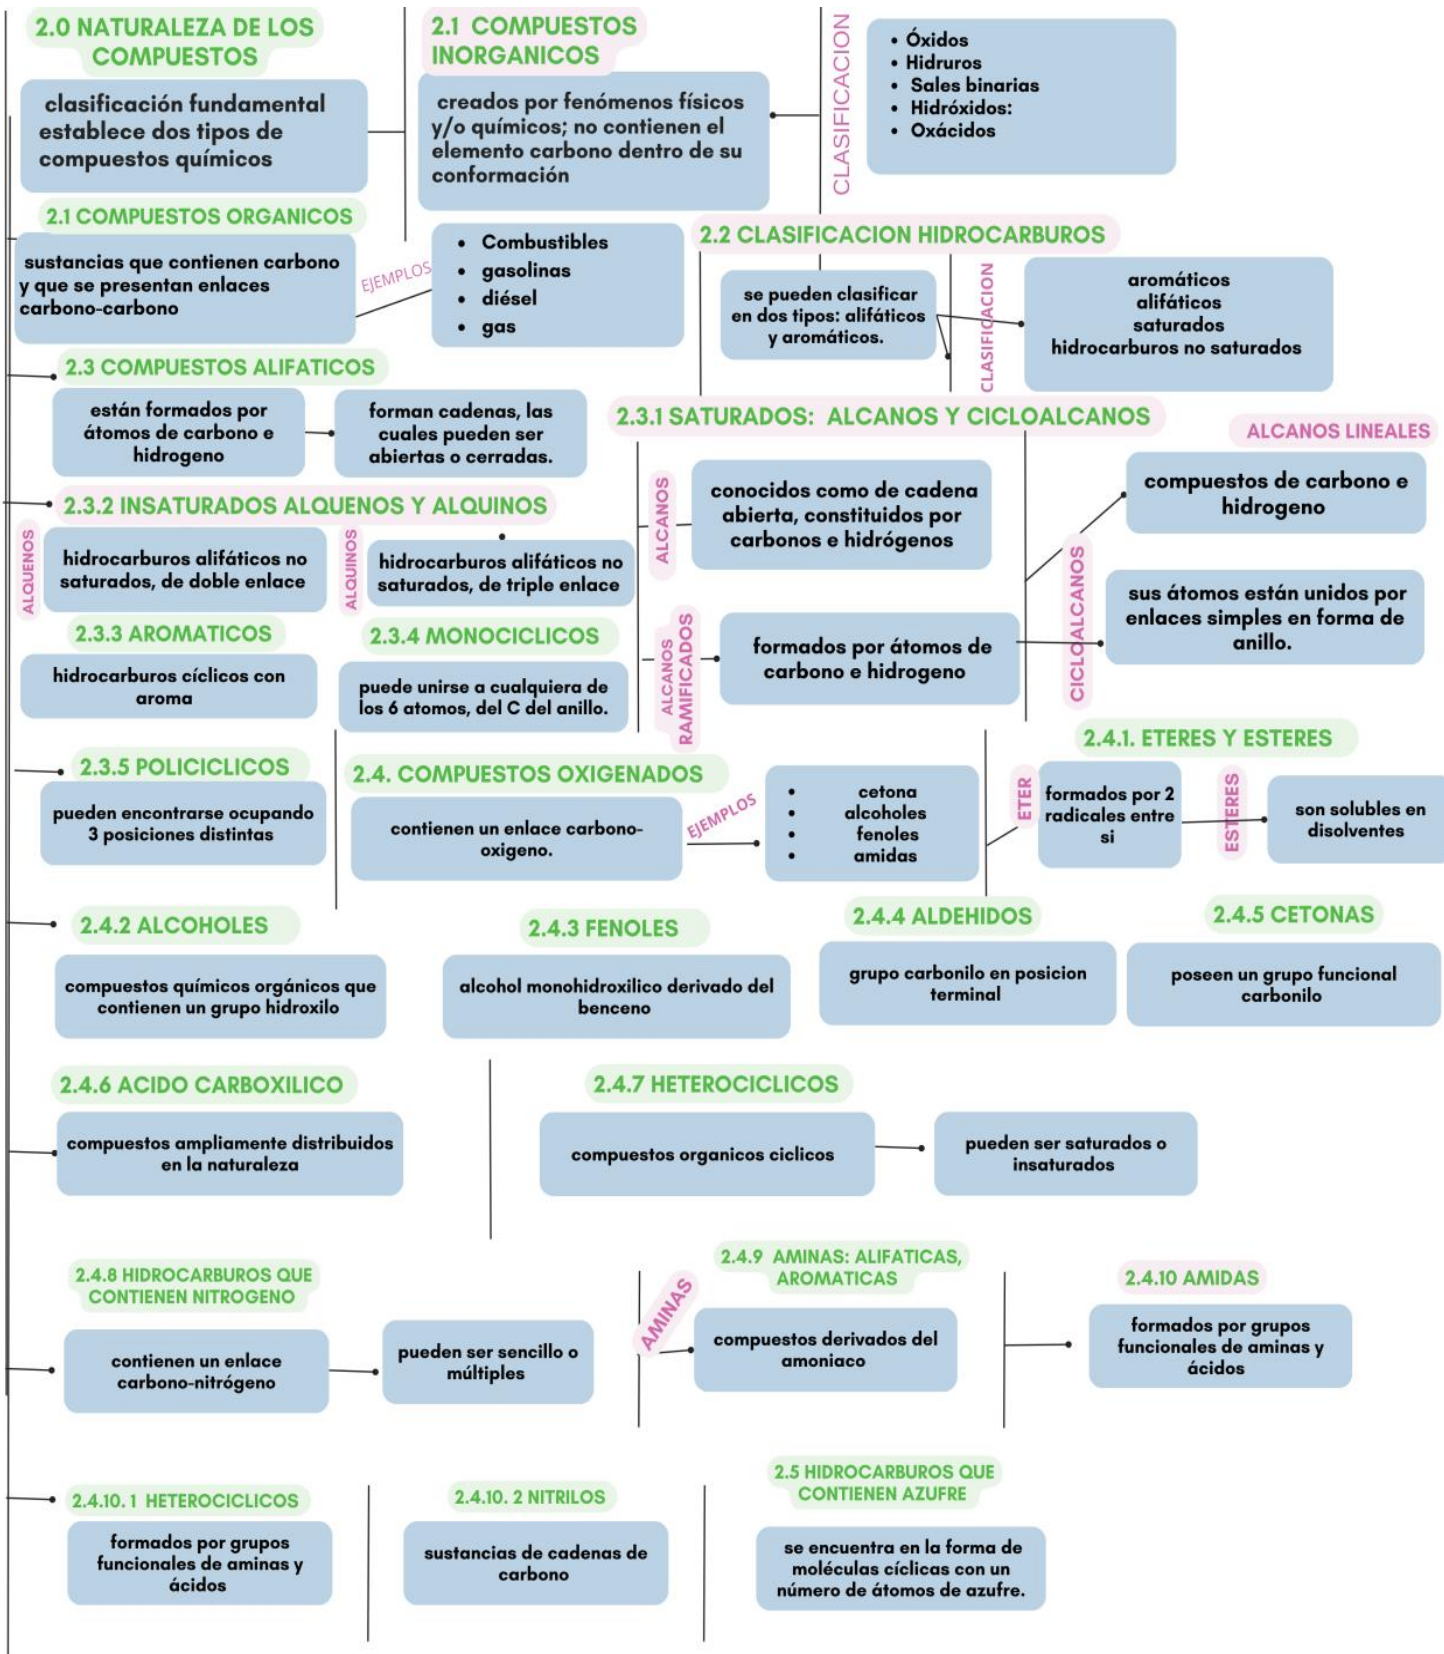 2.0 NATURALEZA DE LOS
COMPUESTOS
clasificación fundamental
establece dos tipos de
compuestos químicos
2.1 COMPUESTOS
INORGANICOS
creados por fenómenos físicos
y/o químicos; no contienen el
elemento carbono dentro de su
conformación
CLASIFICACION
• Óxidos
• Hidruros
• Sales binarias
• Hidróxidos:
• Oxácidos
2.1 COMPUESTOS ORGANICOS
sustancias que contienen carbono
y que se presentan enlaces
carbono-carbono
EJEMPLOS
• Combustibles
• gasolinas
• diésel
• gas
2.2 CLASIFICACION HIDROCARBUROS
se pueden clasificar
en dos tipos: alifáticos
y aromáticos.
CLASIFICACION
aromáticos
alifáticos
saturados
hidrocarburos no saturados
2.3 COMPUESTOS ALIFATICOS
están formados por
átomos de carbono e
hidrogeno
forman cadenas, las
cuales pueden ser
abiertas o cerradas.
2.3.1 SATURADOS: ALCANOS Y CICLOALCANOS
ALCANOS
conocidos como de cadena
abierta, constituidos por
carbonos e hidrógenos
ALCANOS LINEALES
compuestos de carbono e
hidrogeno
ALCANOS
RAMIFICADOS
formados por átomos de
carbono e hidrogeno
CICLOALCANOS
sus átomos están unidos por
enlaces simples en forma de
anillo.
2.3.2 INSATURADOS ALQUENOS Y ALQUINOS
ALQUENOS
hidrocarburos alifáticos no
saturados, de doble enlace
ALQUINOS
hidrocarburos alifáticos no
saturados, de triple enlace
2.3.3 AROMATICOS
hidrocarburos cíclicos con
aroma
2.3.4 MONOCICLICOS
puede unirse a cualquiera de
los 6 atomos, del C del anillo.
2.3.5 POLICICLICOS
pueden encontrarse ocupando
3 posiciones distintas
2.4. COMPUESTOS OXIGENADOS
contienen un enlace carbono-
oxigeno.
EJEMPLOS
• cetona
• alcoholes
• fenoles
• amidas
2.4.1. ETERES Y ESTERES
ETER
formados por 2
radicales entre
si
ESTERES
son solubles en
disolventes
2.4.2 ALCOHOLES
compuestos químicos orgánicos que
contienen un grupo hidroxilo
2.4.3 FENOLES
alcohol monohidroxilico derivado del
benceno
2.4.4 ALDEHIDOS
grupo carbonilo en posicion
terminal
2.4.5 CETONAS
poseen un grupo funcional
carbonilo
2.4.6 ACIDO CARBOXILICO
compuestos ampliamente distribuidos
en la naturaleza
2.4.7 HETEROCICLICOS
compuestos organicos ciclicos
pueden ser saturados o
insaturados
2.4.8 HIDROCARBUROS QUE
CONTIENEN NITROGENO
contienen un enlace
carbono-nitrógeno
pueden ser sencillo o
múltiples
2.4.9 AMINAS: ALIFATICAS,
AROMATICAS
AMINAS
compuestos derivados del
amoniaco
2.4.10 AMIDAS
formados por grupos
funcionales de aminas y
ácidos
2.4.10. 1 HETEROCICLICOS
formados por grupos
funcionales de aminas y
ácidos
2.4.10. 2 NITRILOS
sustancias de cadenas de
carbono
2.5 HIDROCARBUROS QUE
CONTIENEN AZUFRE
se encuentra en la forma de
moléculas cíclicas con un
número de átomos de azufre.